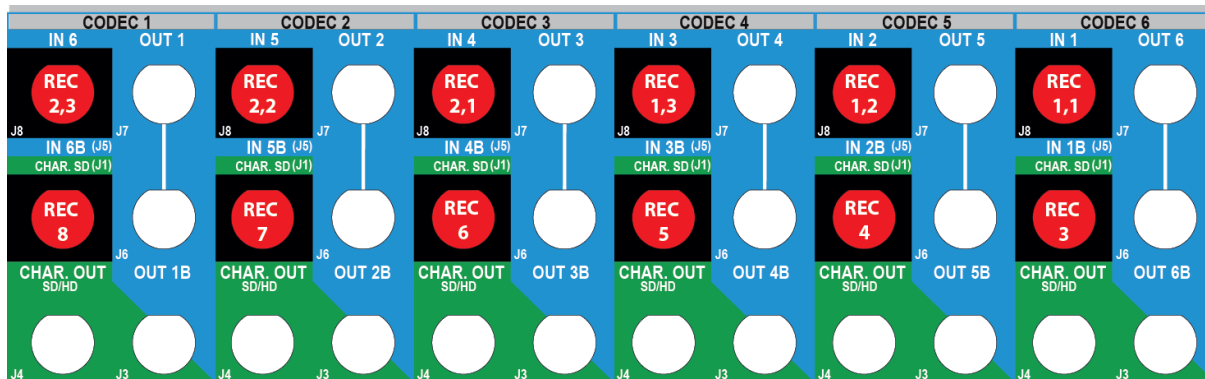 CODEC 1 CODEC 2 CODEC 3 CODEC 4 CODEC 5 CODEC 6
IN 6 OUT 1 IN 5 OUT 2 IN 4 OUT 3 IN 3 OUT 4 IN 2 OUT 5 IN 1 OUT 6
REC REC REC REC REC REC
2,3 2,2 2,1 1,3 1,2 1,1
J8 J7 J8 J7 J8 J7 J8 J7 J8 J7 J8 J7
IN 6B (J5) IN 5B (J5) IN 4B (J5) IN 3B (J5) IN 2B (J5) IN 1B (J5)
CHAR. SD (J1) CHAR. SD (J1) CHAR. SD (J1) CHAR. SD (J1) CHAR. SD (J1) CHAR. SD (J1)
REC REC REC REC REC REC
8 7 6 5 4 3
J6 J6 J6 J6 J6 J6
CHAR. OUT OUT 1B CHAR. OUT OUT 2B CHAR. OUT OUT 3B CHAR. OUT OUT 4B CHAR. OUT OUT 5B CHAR. OUT OUT 6B
SD/HD SD/HD SD/HD SD/HD SD/HD SD/HD
J4 J3 J4 J3 J4 J3 J4 J3 J4 J3 J4 J3